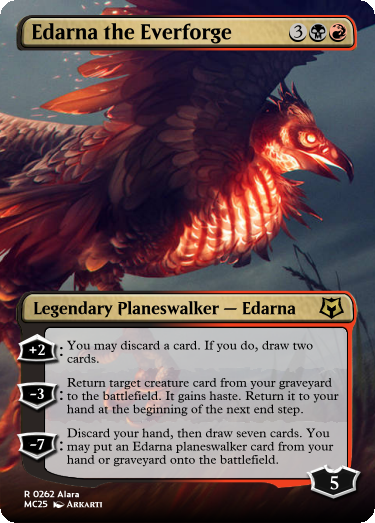 Edarna the Everforge 3
Legendary Planeswalker — Edarna
+2: You may discard a card. If you do, draw two
cards.
-3: Return target creature card from your graveyard
to the battlefield. It gains haste. Return it to your
hand at the beginning of the next end step.
-7: Discard your hand, then draw seven cards. You
may put an Edarna planeswalker card from your
hand or graveyard onto the battlefield.
5
R 0262 Alara
MC25 ARKARTI